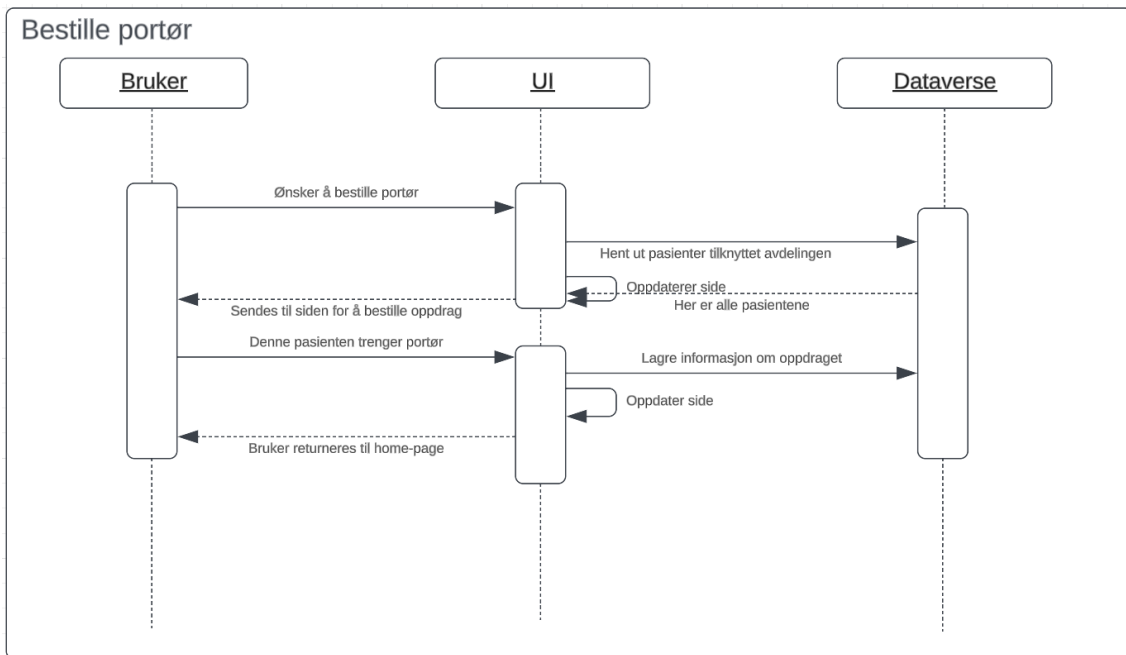 Bestille portør
Bruker
UI
Dataverse
Ønsker å bestille portør
Hent ut pasienter tilknyttet avdelingen
Oppdaterer side
Her er alle pasientene
Sendes til siden for å bestille oppdrag
Denne pasienten trenger portør
Lagre informasjon om oppdraget
Oppdater side
Bruker returneres til home-page